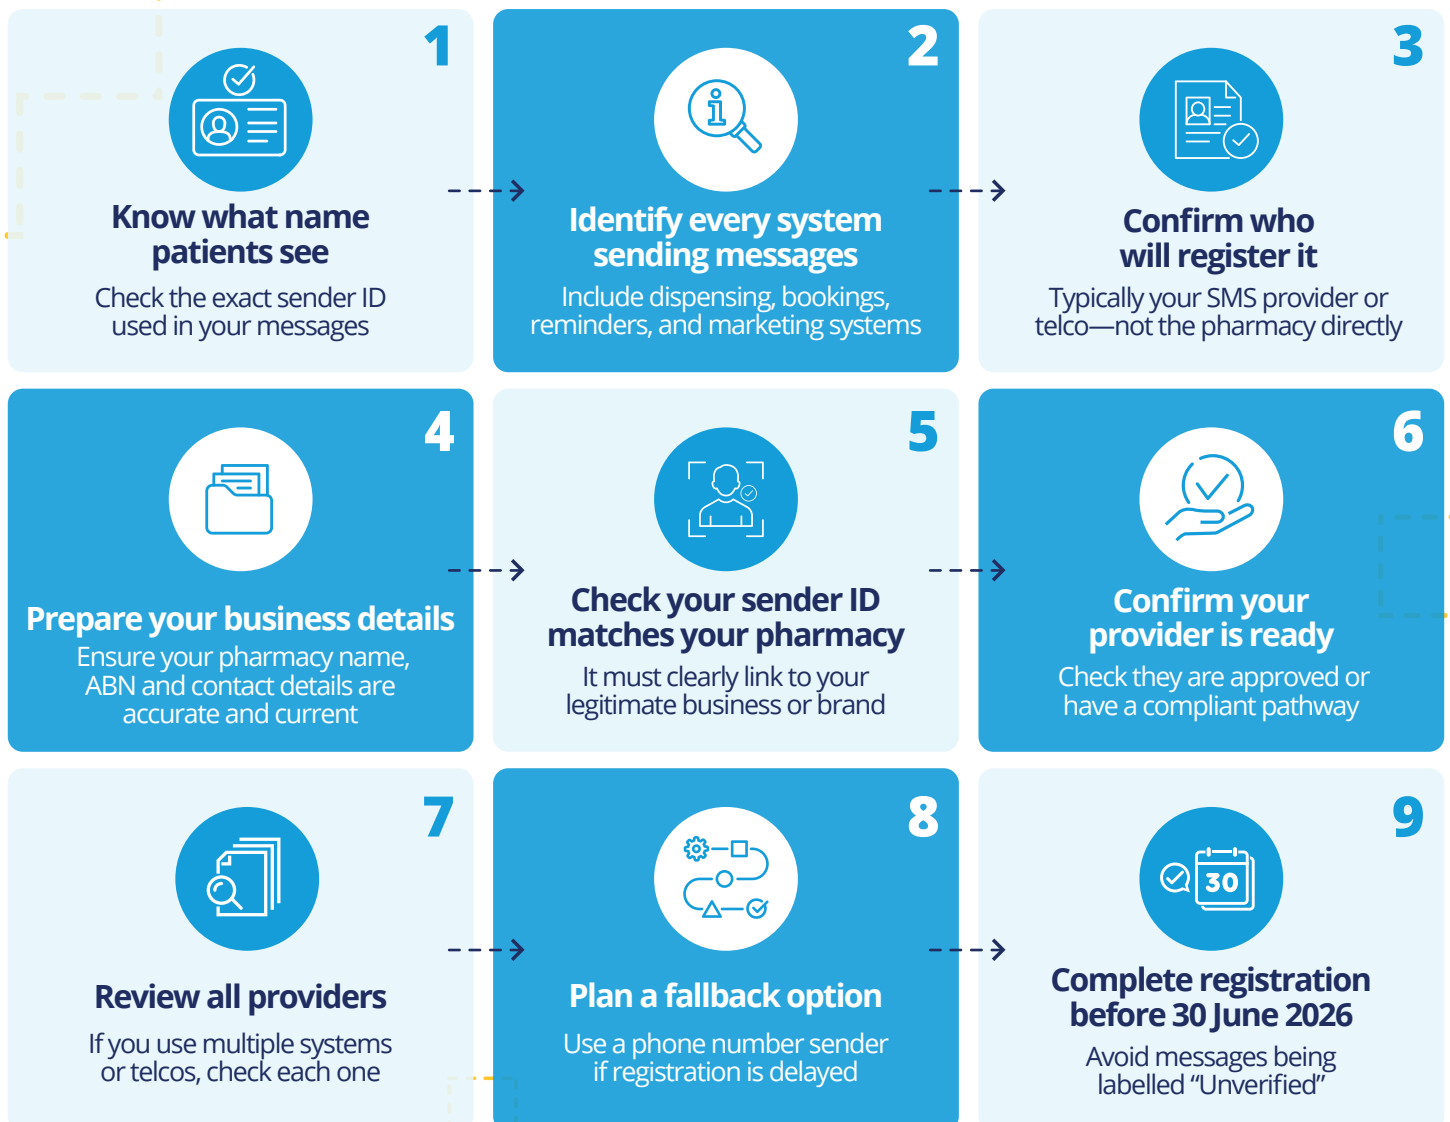 1
Know what name
patients see
Check the exact sender ID
used in your messages
2
Identify every system
sending messages
Include dispensing, bookings,
reminders, and marketing systems
3
Confirm who
will register it
Typically your SMS provider or
telco—not the pharmacy directly
4
Prepare your business details
Ensure your pharmacy name,
ABN and contact details are
accurate and current
5
Check your sender ID
matches your pharmacy
It must clearly link to your
legitimate business or brand
6
Confirm your
provider is ready
Check they are approved or
have a compliant pathway
7
Review all providers
If you use multiple systems
or telcos, check each one
8
Plan a fallback option
Use a phone number sender
if registration is delayed
9
30
Complete registration
before 30 June 2026
Avoid messages being
labelled “Unverified”